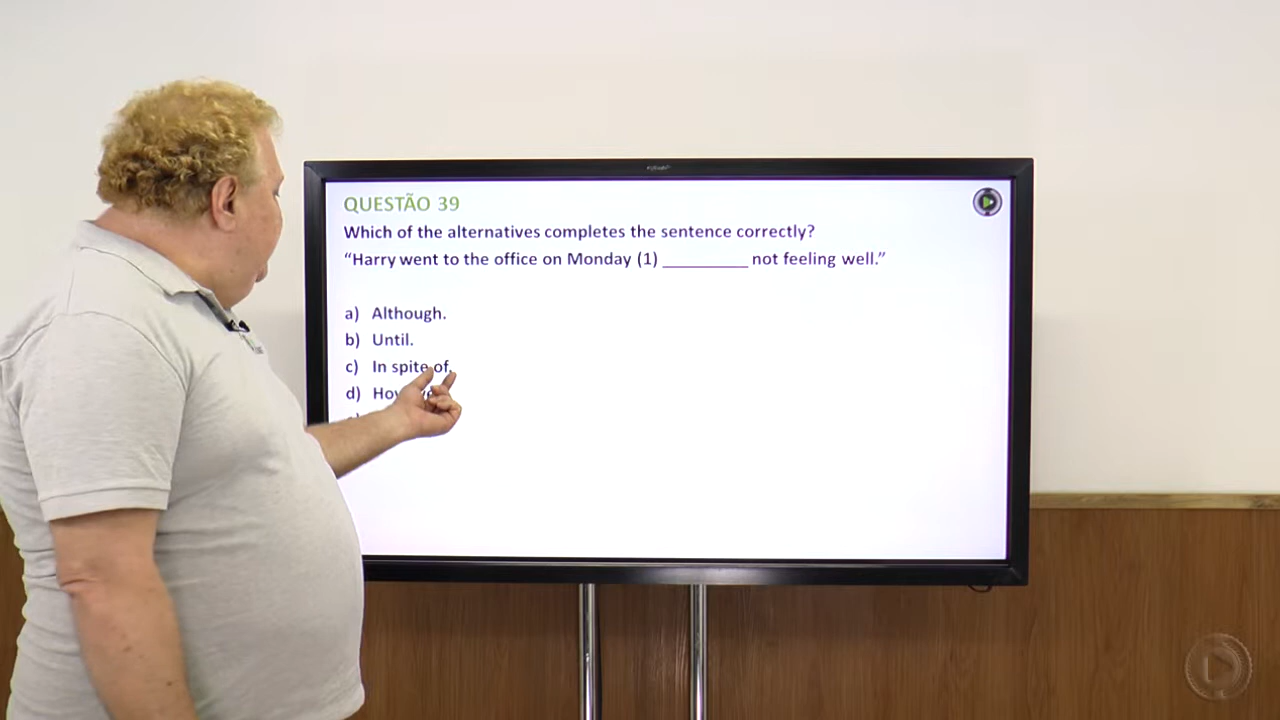 QUESTÃO 39
Which of the alternatives completes the sentence correctly?
“Harry went to the office on Monday (1) __________ not feeling well.”
a) Although.
b) Until.
c) In spite of.
d)